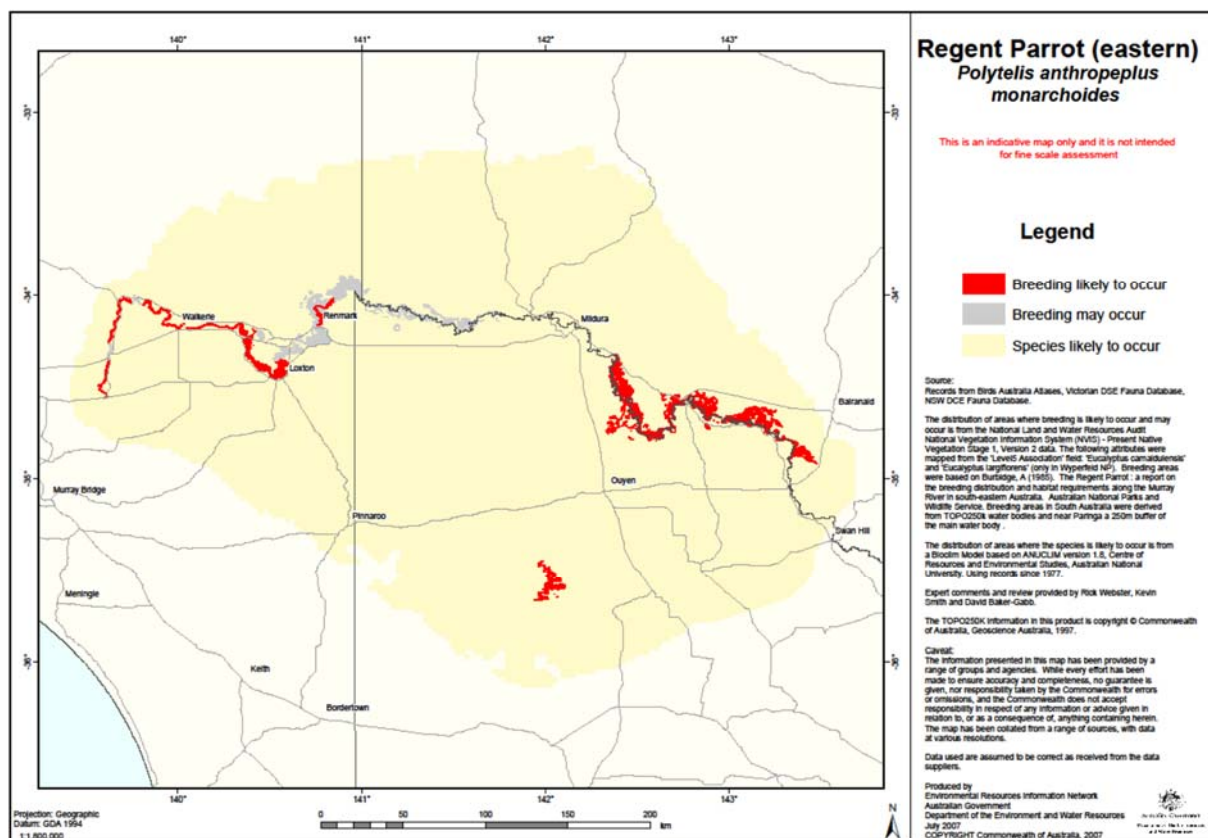 140°
141°
142°
143°
-33°
-33°
-34°
-34°
-35°
-35°
-36°
-36°
Waikerie
Renmark
Loxton
Mildura
Balranald
Ouyen
Murray Bridge
Pinnaroo
Swan Hill
Meningie
Keith
Bordertown
140°
141°
142°
143°
Projection: Geographic
Datum: GDA 1994
1:1,800,000
0 50 100 150 200
km
N
Regent Parrot (eastern)
Polytelis anthropeplus
monarchoides
This is an indicative map only and it is not intended
for fine scale assessment
Legend
Breeding likely to occur
Breeding may occur
Species likely to occur
Source:
Records from Birds Australia Atlases, Victorian DSE Fauna Database,
NSW DCE Fauna Database.
The distribution of areas where breeding is likely to occur and may
occur is from the National Land and Water Resources Audit
National Vegetation Information System (NVIS) - Present Native
Vegetation Stage 1, Version 2 data. The following attributes were
mapped from the 'Level5 Association' field: 'Eucalyptus camaldulensis'
and 'Eucalyptus largiflorens' (only in Wyperfeld NP). Breeding areas
were based on Burbidge, A (1985). The Regent Parrot : a report on
the breeding distribution and habitat requirements along the Murray
River in south-eastern Australia. Australian National Parks and
Wildlife Service. Breeding areas in South Australia were derived
from TOPO250k water bodies and near Paringa a 250m buffer of
the main water body .
The distribution of areas where the species is likely to occur is from
a Bioclim Model based on ANUCLIM version 1.8, Centre of
Resources and Environmental Studies, Australian National
University. Using records since 1977.
Expert comments and review provided by Rick Webster, Kevin
Smith and David Baker-Gabb.
The TOPO250K Information in this product is copyright © Commonwealth
of Australia, Geoscience Australia, 1997.
Caveat:
The information presented in this map has been provided by a
range of groups and agencies. While every effort has been
made to ensure accuracy and completeness, no guarantee is
given, nor responsibility taken by the Commonwealth for errors
or omissions, and the Commonwealth does not accept
responsibility in respect of any information or advice given in
relation to, or as a consequence of, anything containing herein.
The map has been collated from a range of sources, with data
at various resolutions.
Data used are assumed to be correct as received from the data
suppliers.
Produced by
Environmental Resources Information Network
Australian Government
Department of the Environment and Water Resources
July 2007
COPYRIGHT Commonwealth of Australia, 2007
Australian Government